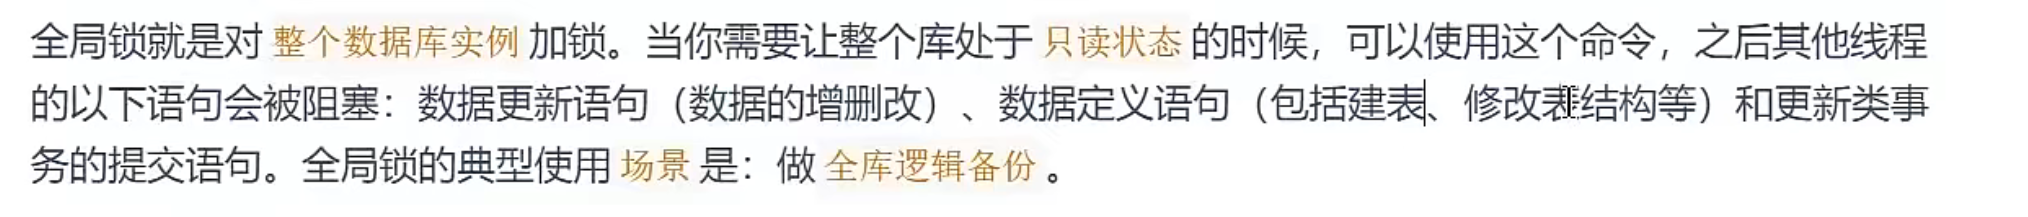 全局锁就是对 整个数据库实例 加锁。当你需要让整个库处于 只读状态 的时候，可以使用这个命令，之后其他线程
的以下语句会被阻塞：数据更新语句（数据的增删改）、数据定义语句（包括建表、修改表结构等）和更新类事
务的提交语句。全局锁的典型使用 场景 是：做 全库逻辑备份 。